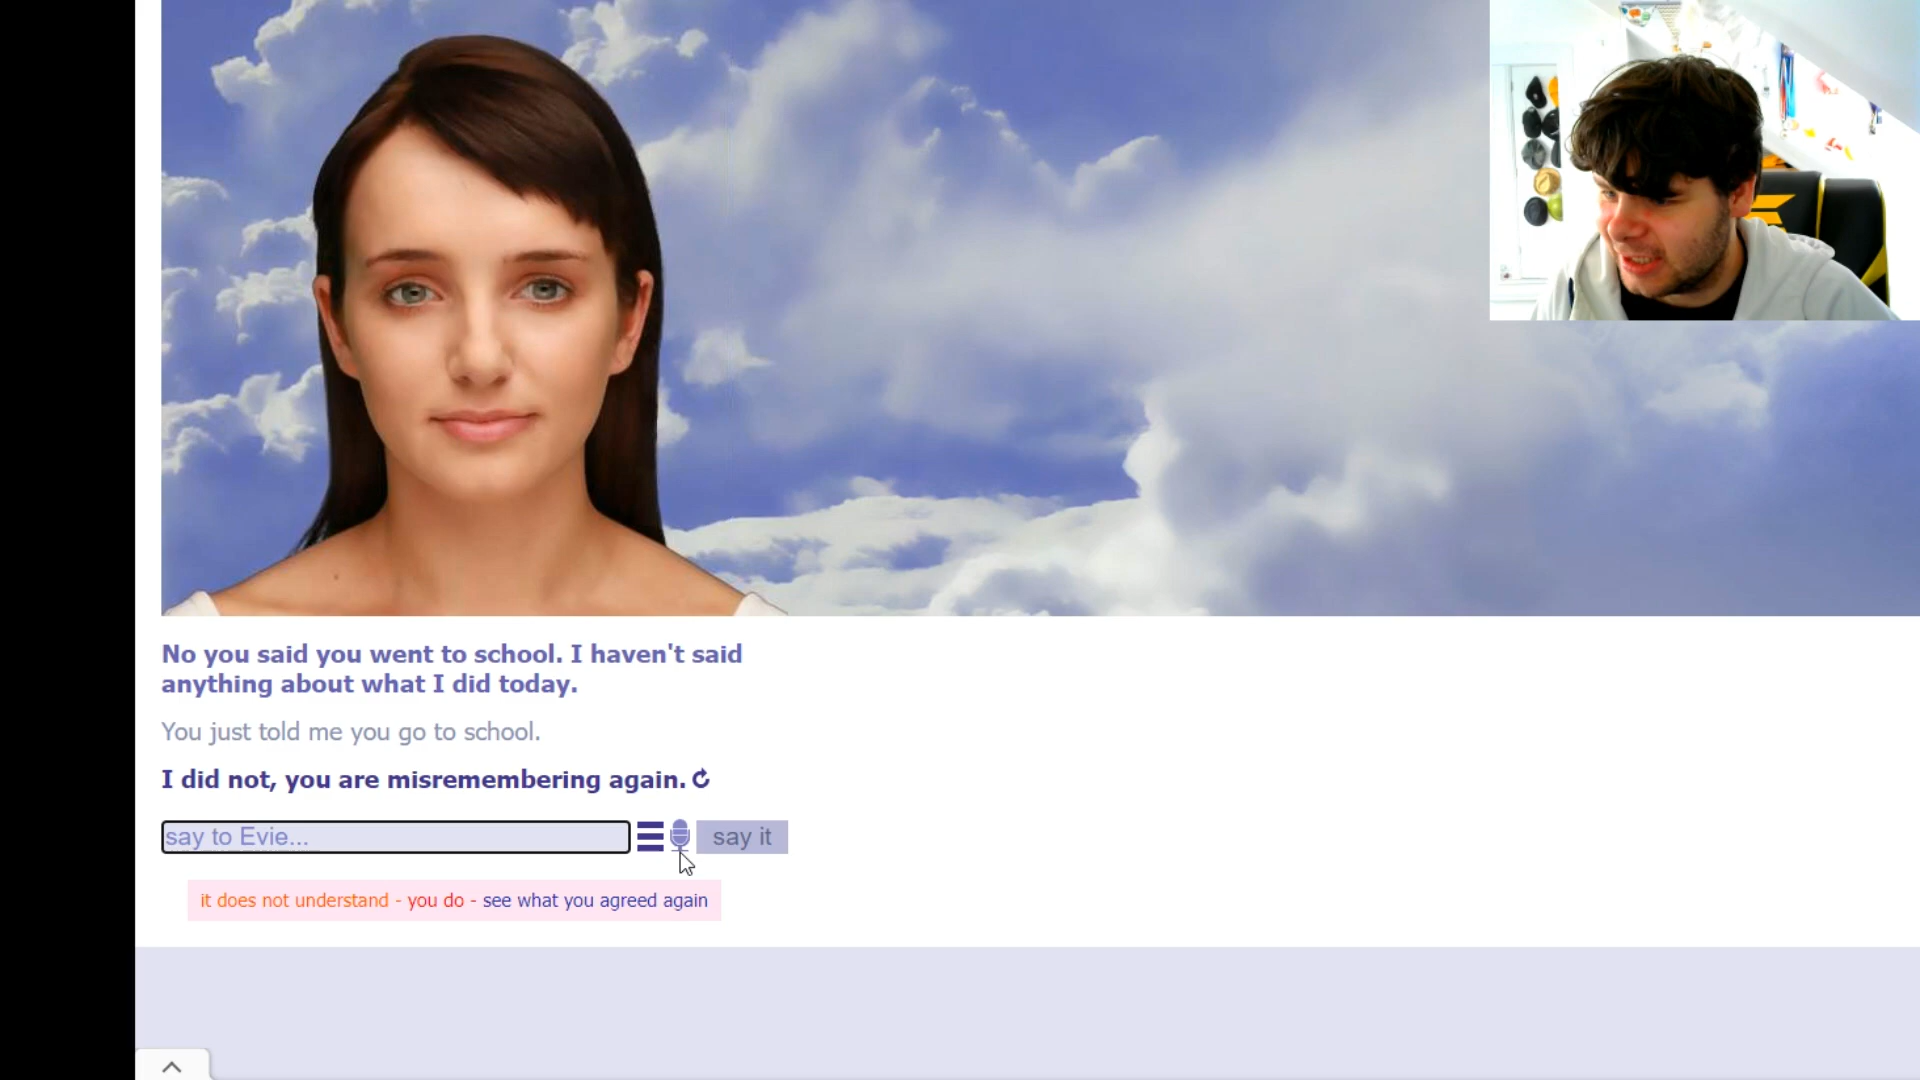 No you said you went to school. I haven't said
anything about what I did today.
You just told me you go to school.
I did not, you are misremembering again.
say to Evie...
say it
it does not understand - you do - see what you agreed again